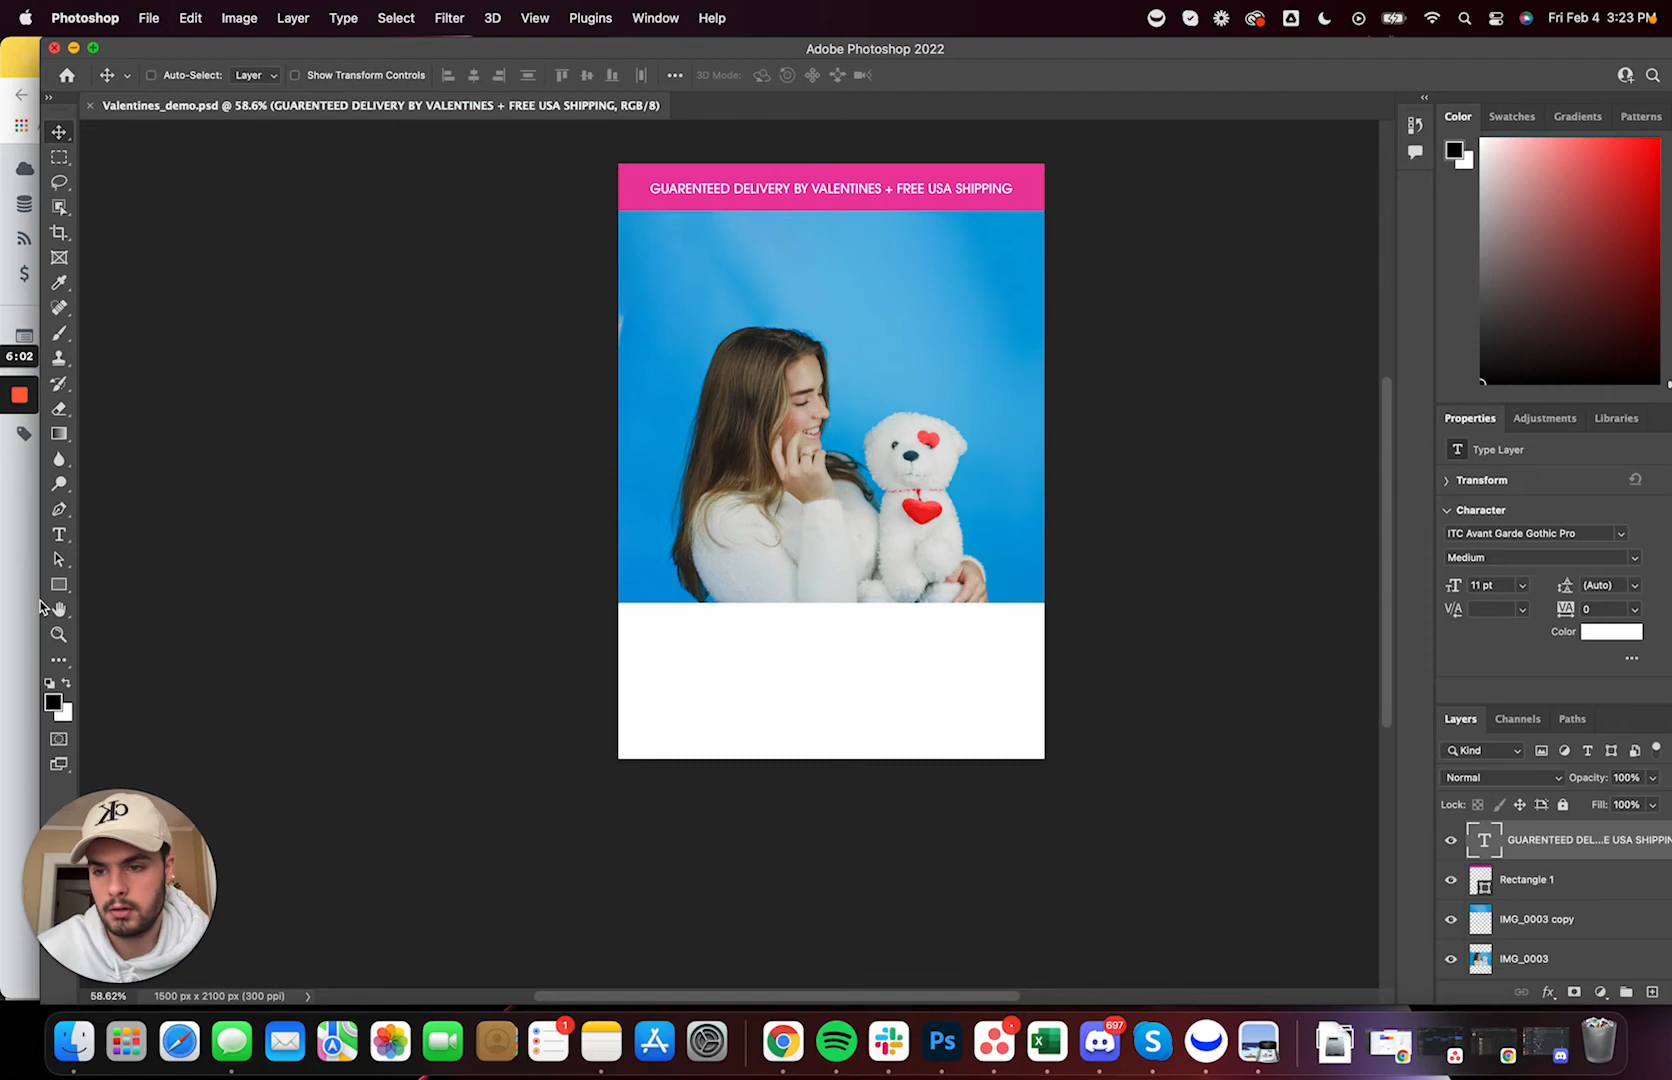 Photoshop File Edit Image Layer Type Select Filter 3D View Plugins Window Help Fri Feb 4 3:23 PM
Adobe Photoshop 2022
Auto-Select: Layer Show Transform Controls 3D Mode:
Valentines_demo.psd @ 58.6% (GUARENTEED DELIVERY BY VALENTINES + FREE USA SHIPPING, RGB/8)
Color Swatches Gradients Patterns
GUARENTEED DELIVERY BY VALENTINES + FREE USA SHIPPING
6:02
Properties Adjustments Libraries
T Type Layer
Transform
Character
ITC Avant Garde Gothic Pro
Medium
11 pt (Auto)
0
Color
Layers Channels Paths
Kind
Normal Opacity: 100%
Lock: Fill: 100%
GUARENTEED DEL...E USA SHIPPIN
Rectangle 1
IMG_0003 copy
IMG_0003
CK
58.62% 1500 px x 2100 px (300 ppi)
1
Ps
697